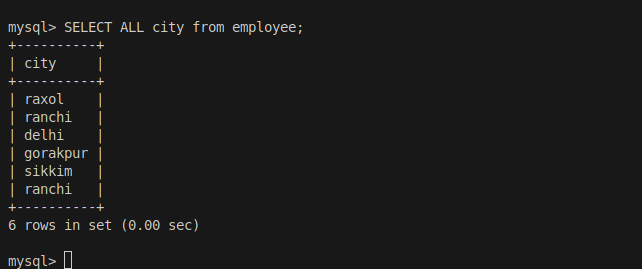 mysql> SELECT ALL city from employee;
+----------+
| city     |
+----------+
| raxol    |
| ranchi   |
| delhi    |
| gorakpur |
| sikkim   |
| ranchi   |
+----------+
6 rows in set (0.00 sec)
mysql>